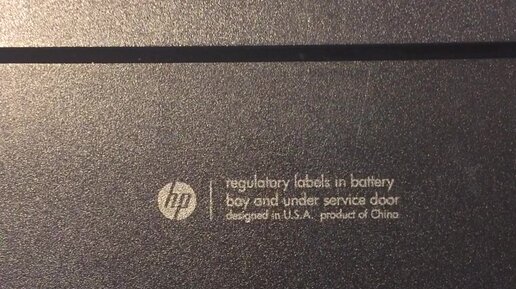 hp
regulatory labels in battery
bay and under service door
designed in U.S.A. product of China